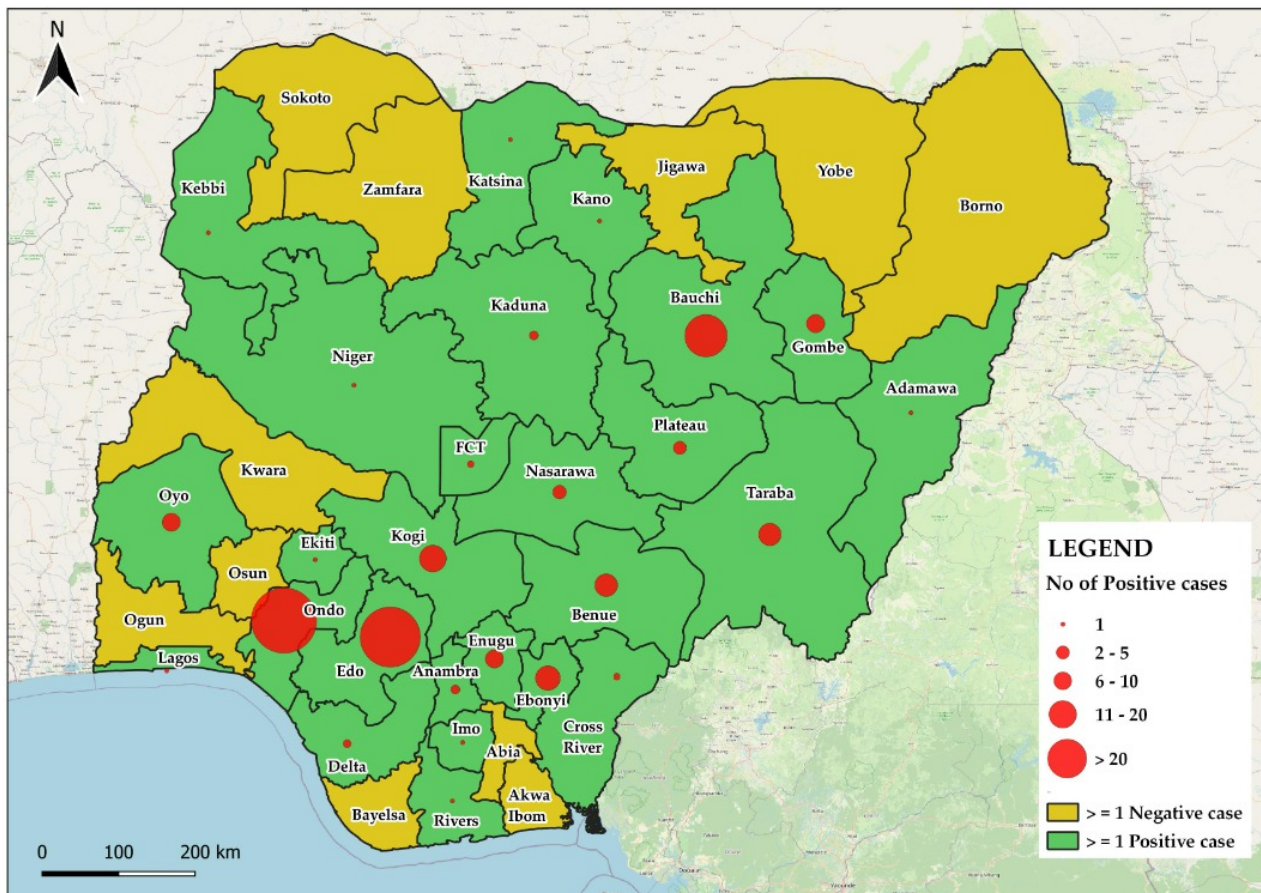 N
Sokoto
Kebbi
Zamfara
Katsina
Kano
Jigawa
Yobe
Borno
Kaduna
Bauchi
Gombe
Niger
Adamawa
FCT
Plateau
Kwara
Nasarawa
Taraba
Oyo
Ekiti
Kogi
Osun
Ondo
Benue
Ogun
Lagos
Edo
Enugu
Anambra
Ebonyi
Imo
Cross
River
Abia
Delta
Bayelsa
Rivers
Akwa
Ibom
LEGEND
No of Positive cases
1
2 - 5
6 - 10
11 - 20
> 20
> = 1 Negative case
> = 1 Positive case
0 100 200 km